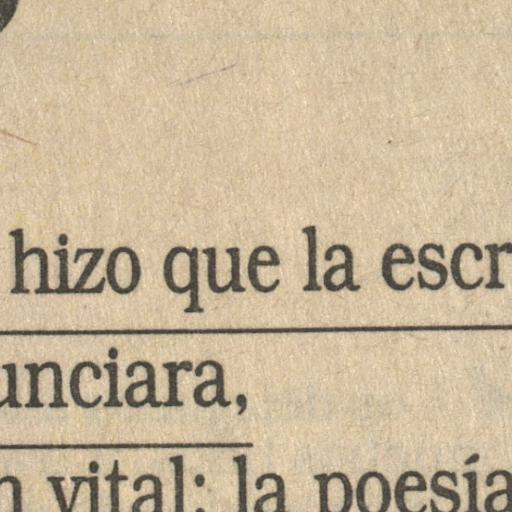 hizo que la escr
unciara,
n vital: la poesía